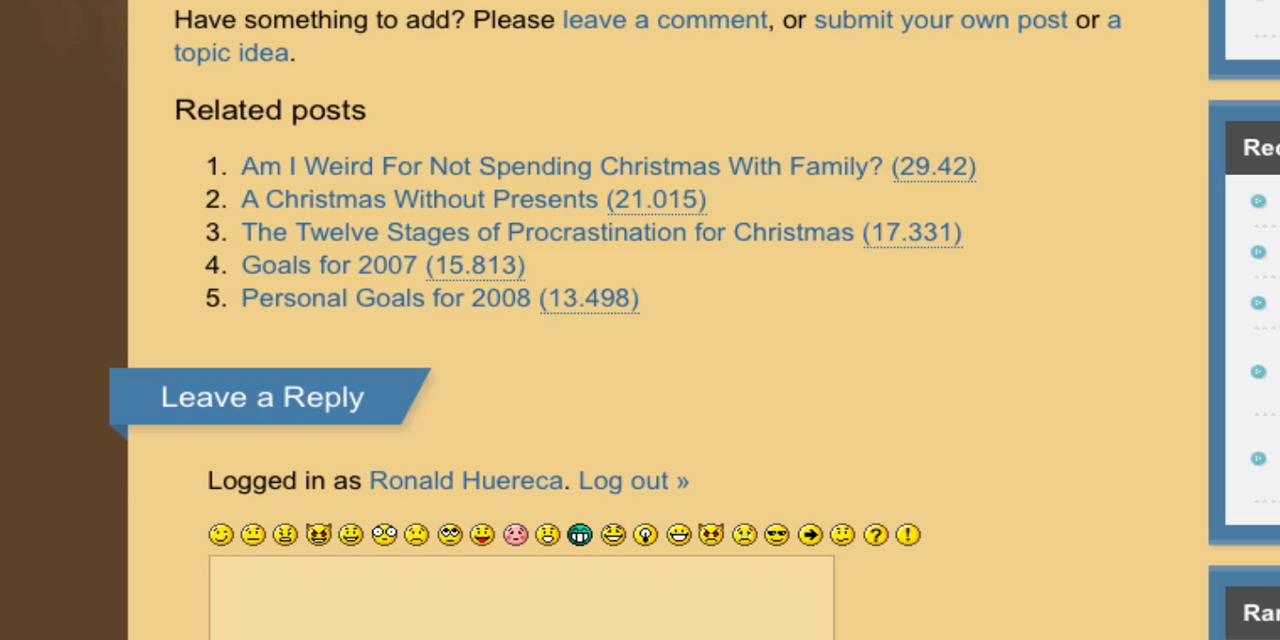 Have something to add? Please leave a comment, or submit your own post or a
topic idea.
Related posts
1. Am I Weird For Not Spending Christmas With Family? (29.42)
2. A Christmas Without Presents (21.015)
3. The Twelve Stages of Procrastination for Christmas (17.331)
4. Goals for 2007 (15.813)
5. Personal Goals for 2008 (13.498)
Leave a Reply
Logged in as Ronald Huereca. Log out »